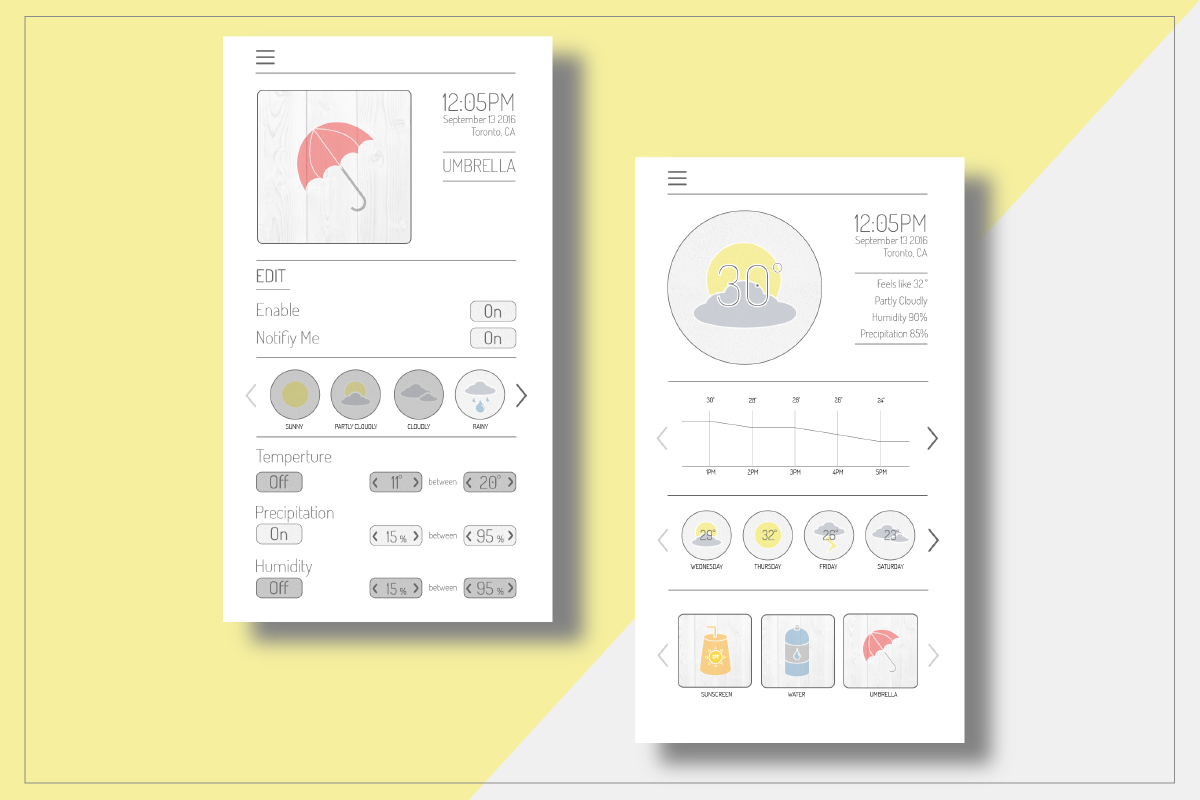 12:05PM
September 13 2016
Toronto, CA
UMBRELLA
EDIT
Enable On
Notifiy Me On
SUNNY PARTLY CLOUDLY CLOUDLY RAINY
Temperture
Off 11° between 20°
Precipitation
On 15 % between 95 %
Humidity
Off 15 % between 95 %
30°
12:05PM
September 13 2016
Toronto, CA
Feels like 32°
Partly Cloudly
Humidity 90%
Precipitation 85%
30° 28° 28° 26° 24°
1PM 2PM 3PM 4PM 5PM
29° 32° 26° 23°
WEDNESDAY THURSDAY FRIDAY SATURDAY
SUNSCREEN WATER UMBRELLA